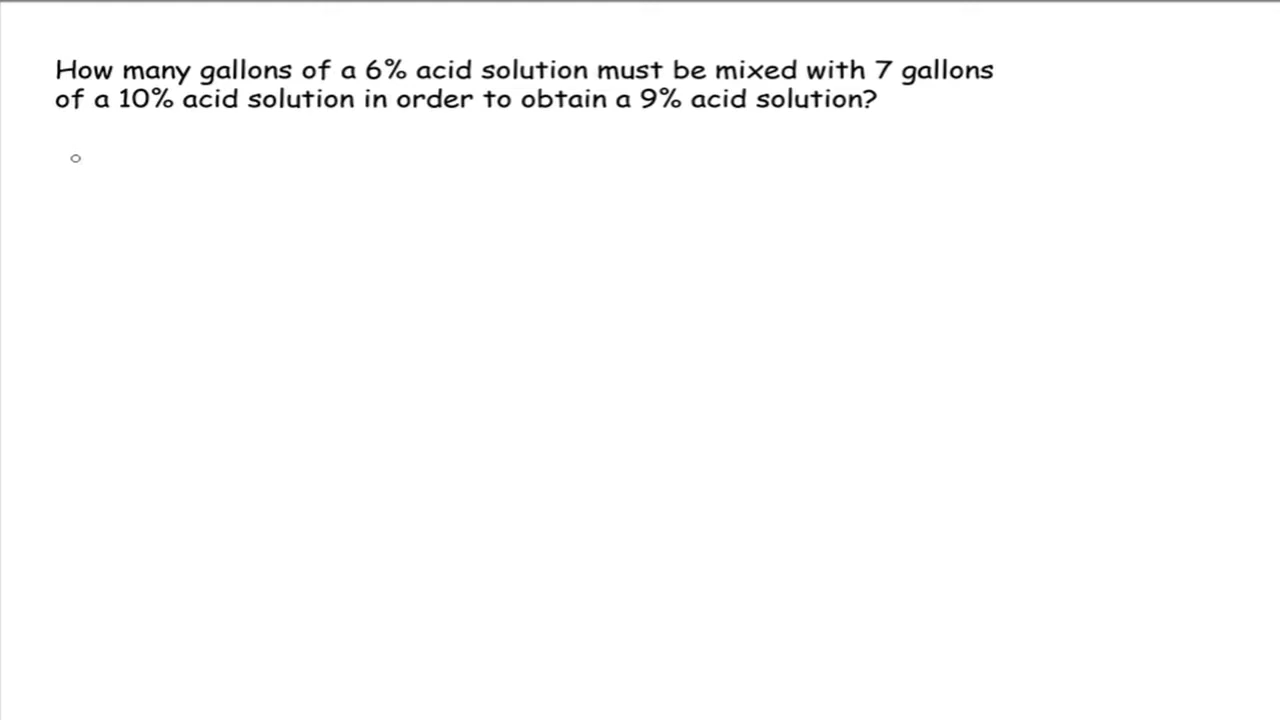 How many gallons of a 6% acid solution must be mixed with 7 gallons
of a 10% acid solution in order to obtain a 9% acid solution?